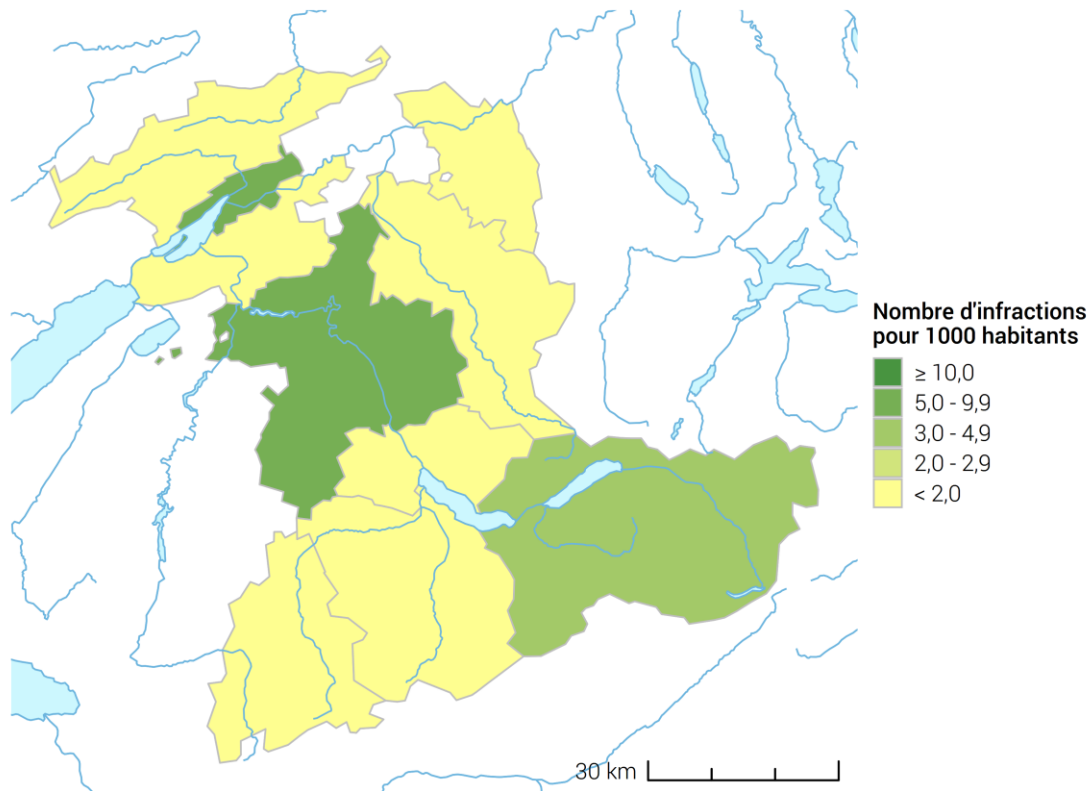 Nombre d'infractions
pour 1000 habitants
≥ 10,0
5,0 - 9,9
3,0 - 4,9
2,0 - 2,9
< 2,0
30 km